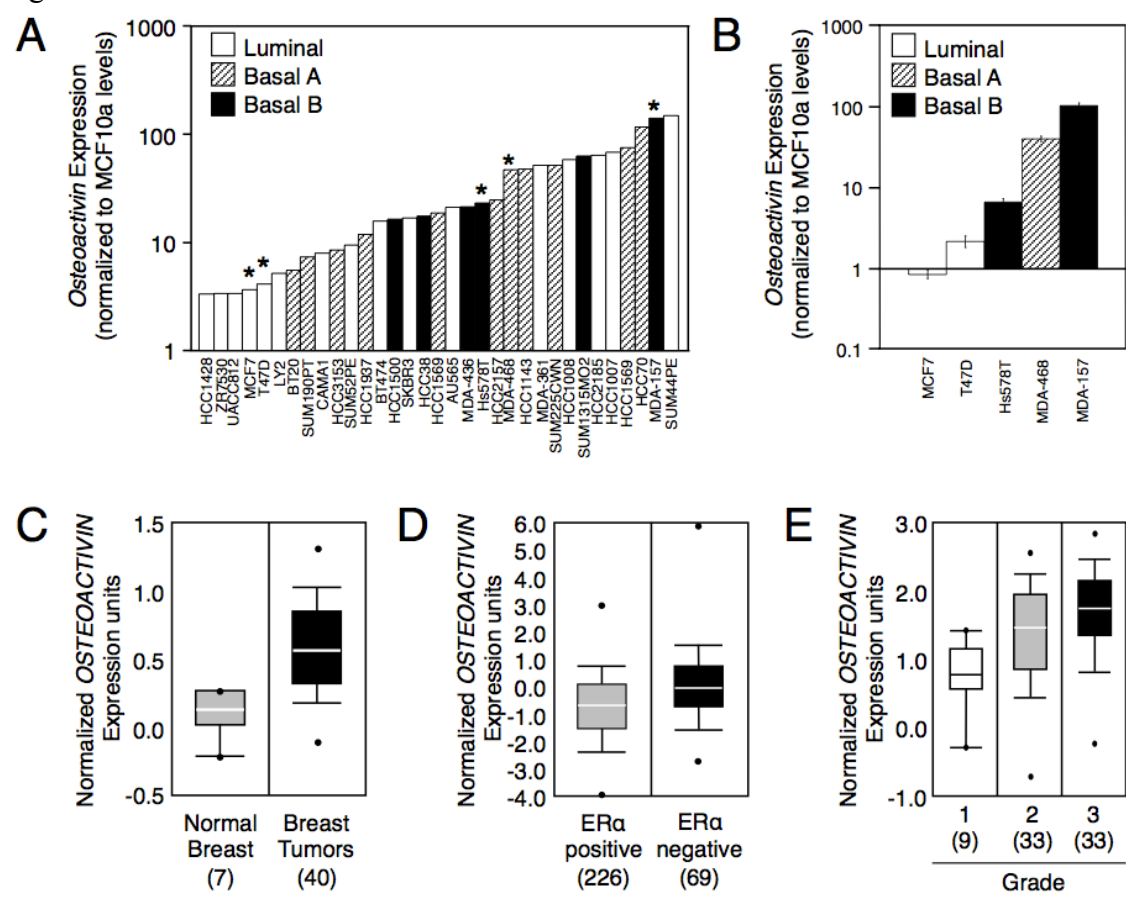 A
1000
100
10
1
Osteoactivin Expression
(normalized to MCF10a levels)
Luminal
Basal A
Basal B
*
*
*
*
*
HCC1428
ZR7530
UACC812
MCF7
T47D
LY2
BT20
SUM190PT
CAMA1
HCC3153
SUM52PE
HCC1937
BT474
HCC1500
SKBR3
HCC38
HCC1569
AU565
MDA-436
Hs578T
HCC2157
MDA-468
HCC1143
MDA-361
SUM225CWN
HCC1008
SUM1315MO2
HCC2185
HCC1007
HCC1569
HCC70
MDA-157
SUM44PE
B
1000
100
10
1
0.1
Osteoactivin Expression
(normalized to MCF10a levels)
Luminal
Basal A
Basal B
MCF7
T47D
Hs578T
MDA-468
MDA-157
C
Normalized OSTEOACTIVIN
Expression units
1.5
1.0
0.5
0.0
-0.5
Normal
Breast
(7)
Breast
Tumors
(40)
D
Normalized OSTEOACTIVIN
Expression units
6.0
5.0
4.0
3.0
2.0
1.0
0.0
-1.0
-2.0
-3.0
-4.0
ERα
positive
(226)
ERα
negative
(69)
E
Normalized OSTEOACTIVIN
Expression units
3.0
2.0
1.0
0.0
-1.0
1
(9)
2
(33)
3
(33)
Grade